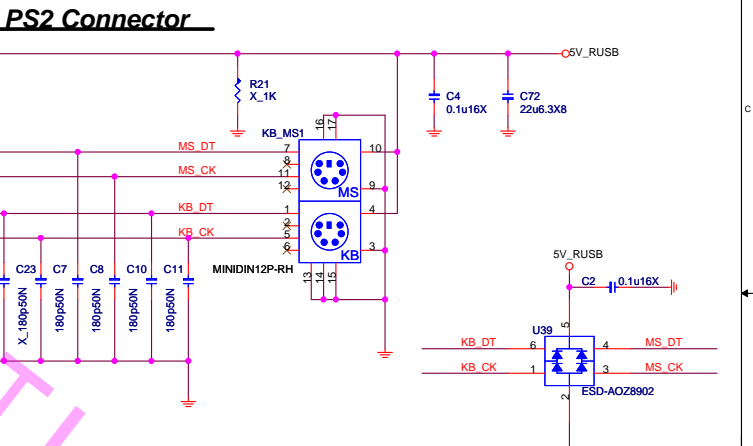 PS2 Connector
5V_RUSB
R21
X_1K
C4
0.1u16X
C72
22u6.3X8
C
KB_MS1
16
17
MS_DT
7
10
8
MS_CK
11
12
9
MS
KB_DT
1
4
2
KB_CK
5
6
3
KB
MINIDIN12P-RH
13
14
15
C23
C7
C8
C10
C11
X_180p50N
180p50N
180p50N
180p50N
180p50N
5V_RUSB
C2
0.1u16X
5
U39
KB_DT
6
4
MS_DT
KB_CK
1
3
MS_CK
2
ESD-AOZ8902